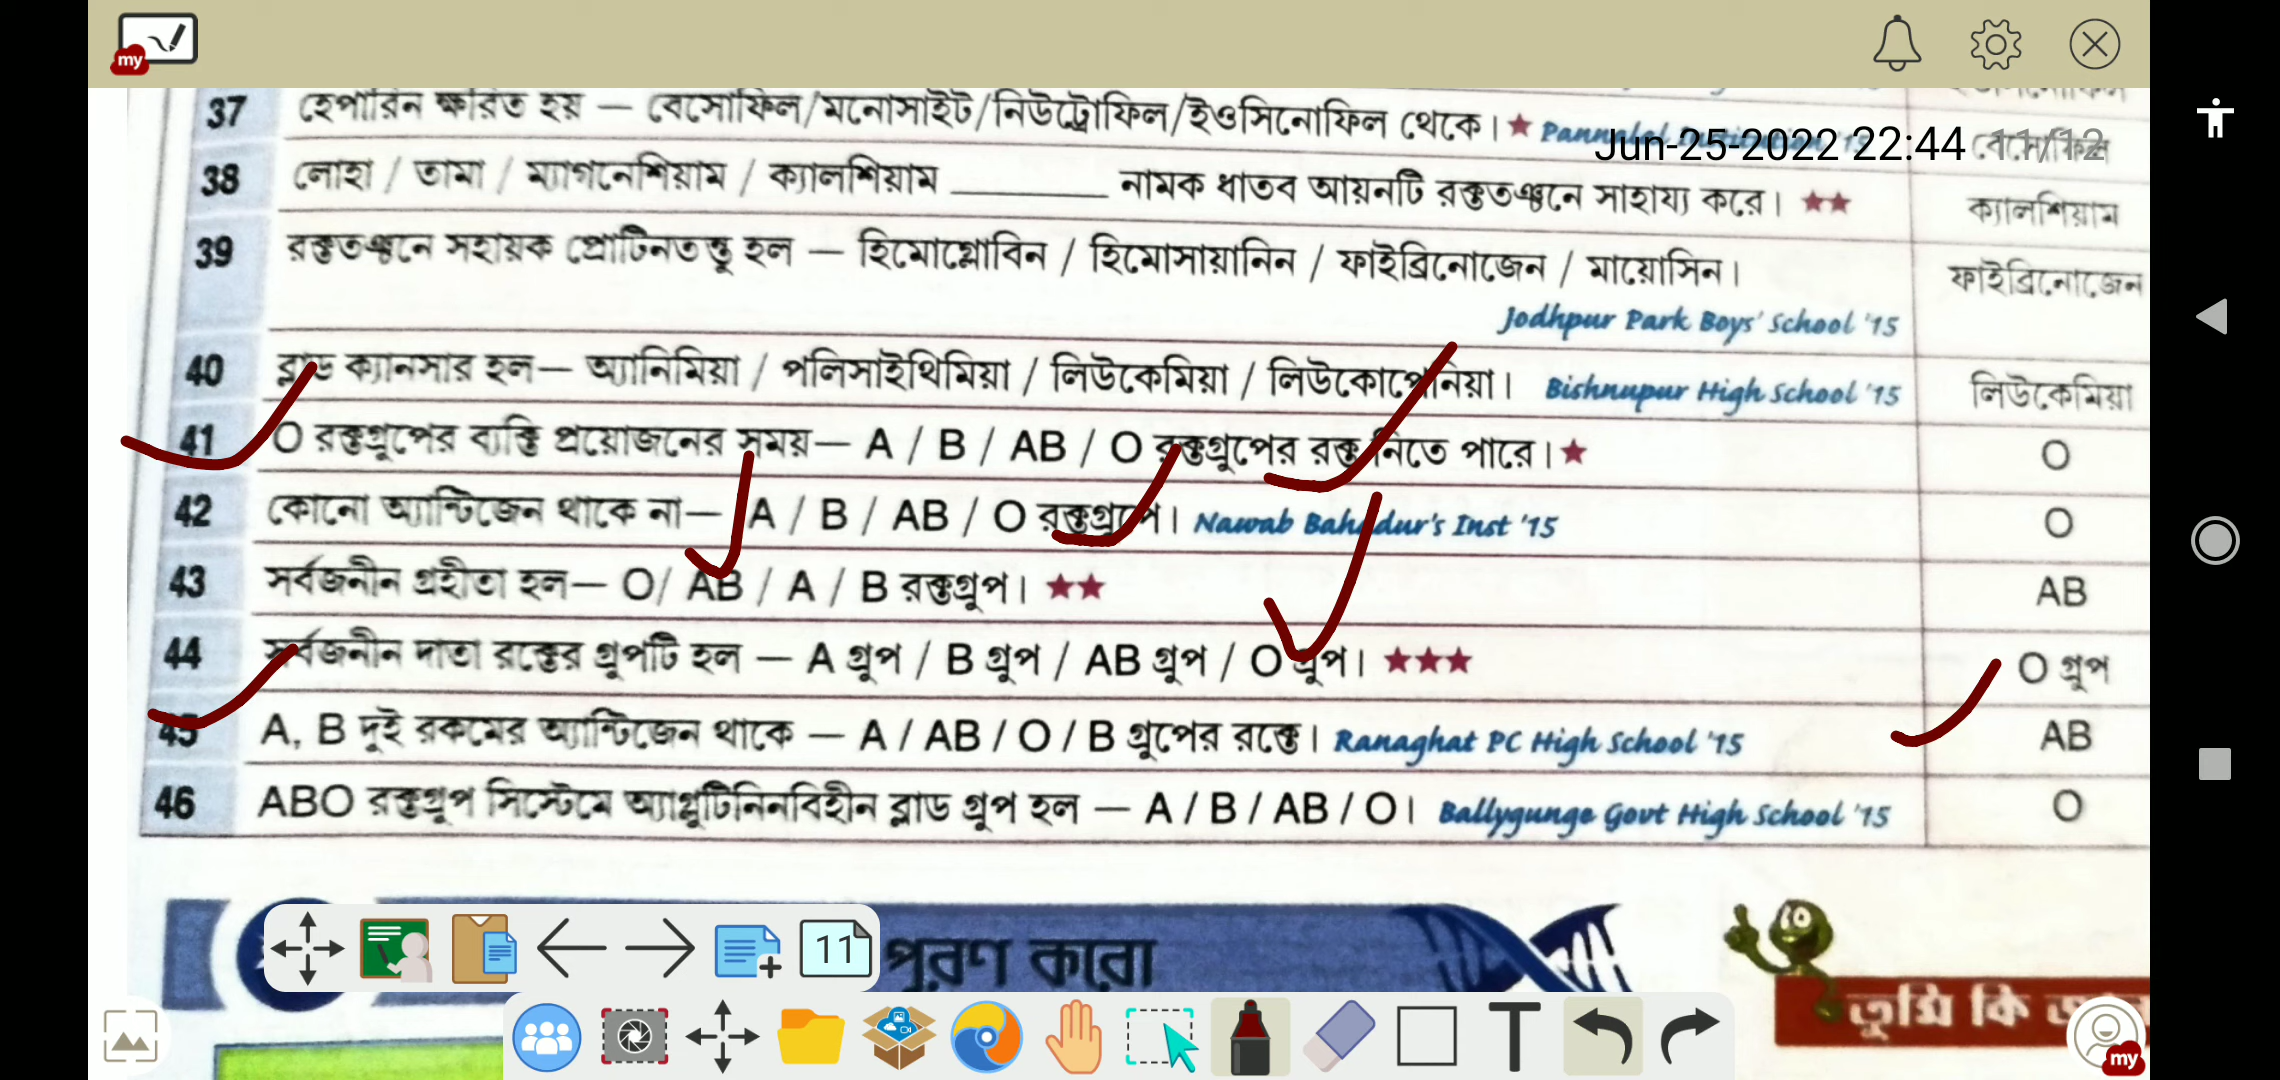 my
37 হেপারিন ক্ষরিত হয় — বেসোফিল/মনোসাইট/নিউট্রোফিল/ইওসিনোফিল থেকে। ★
Jun-25-2022 22:44 11/12
38 লোহা / তামা / ম্যাগনেশিয়াম / ক্যালশিয়াম ________ নামক ধাতব আয়নটি রক্ততঞ্চনে সাহায্য করে। ★★ ক্যালশিয়াম
39 রক্ততঞ্চনে সহায়ক প্রোটিনতন্তু হল — হিমোগ্লোবিন / হিমোসায়ানিন / ফাইব্রিনোজেন / মায়োসিন। ফাইব্রিনোজেন
Jodhpur Park Boys' School '15
40 ব্লাড ক্যানসার হল— অ্যানিমিয়া / পলিসাইথিমিয়া / লিউকেমিয়া / লিউকোপেনিয়া। Bishnupur High School '15 লিউকেমিয়া
41 O রক্তগ্রুপের ব্যক্তি প্রয়োজনের সময়— A / B / AB / O রক্তগ্রুপের রক্ত নিতে পারে। ★ O
42 কোনো অ্যান্টিজেন থাকে না— A / B / AB / O রক্তগ্রুপে। Nawab Bahadur's Inst '15 O
43 সর্বজনীন গ্রহীতা হল— O/ AB / A / B রক্তগ্রুপ। ★★ AB
44 সর্বজনীন দাতা রক্তের গ্রুপটি হল — A গ্রুপ / B গ্রুপ / AB গ্রুপ / O গ্রুপ। ★★★ O গ্রুপ
45 A, B দুই রকমের অ্যান্টিজেন থাকে — A / AB / O / B গ্রুপের রক্তে। Ranaghat PC High School '15 AB
46 ABO রক্তগ্রুপ সিস্টেমে অ্যাগ্লুটিনিনবিহীন ব্লাড গ্রুপ হল — A / B / AB / O। Ballygunge Govt High School '15 O
11 পূরণ করো
তুমি কি
T my